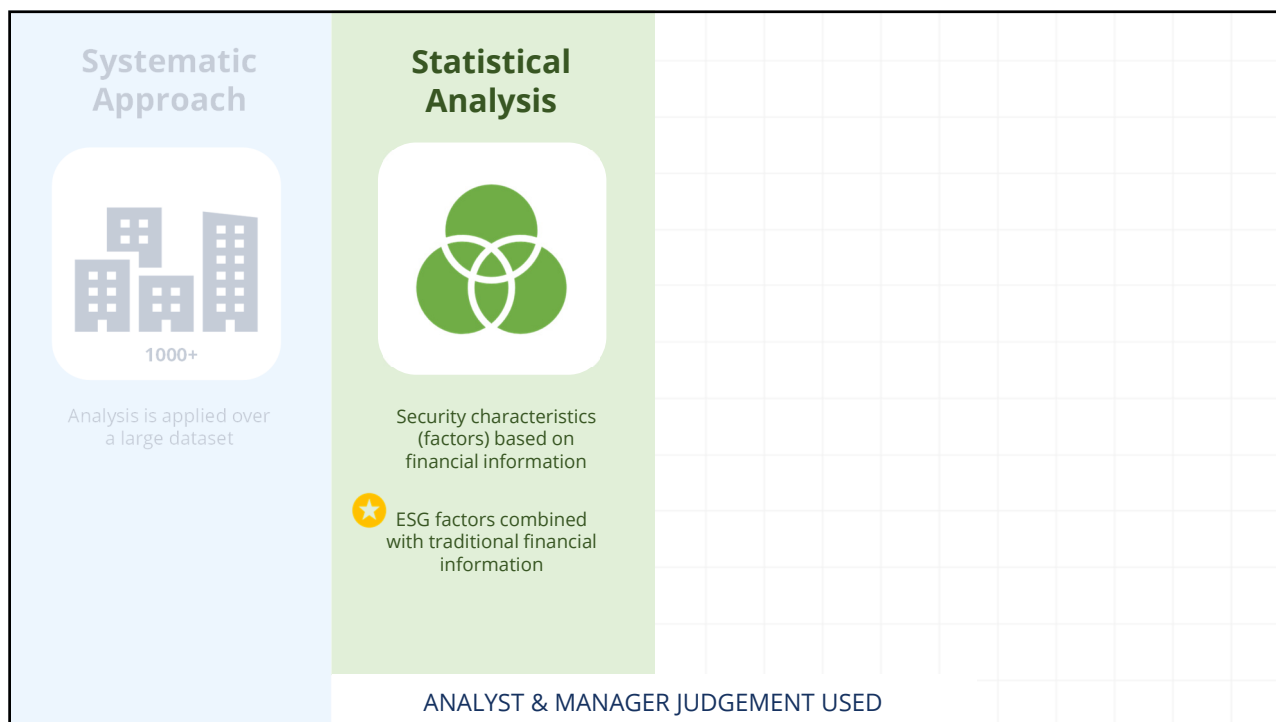 Systematic
Approach
1000+
Analysis is applied over
a large dataset
Statistical
Analysis
Security characteristics
(factors) based on
financial information
ESG factors combined
with traditional financial
information
ANALYST & MANAGER JUDGEMENT USED